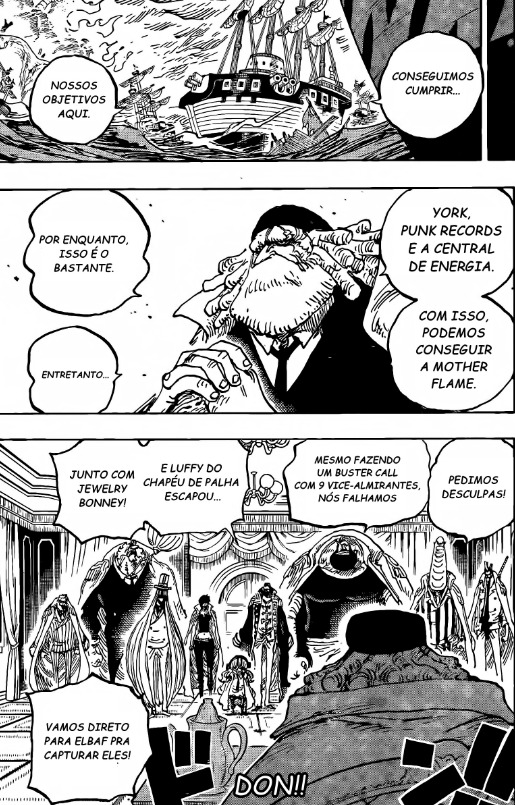 CONSEGUIMOS
CUMPRIR...
NOSSOS
OBJETIVOS
AQUI.
YORK,
PUNK RECORDS
E A CENTRAL
DE ENERGIA.
COM ISSO,
PODEMOS
CONSEGUIR
A MOTHER
FLAME.
POR ENQUANTO,
ISSO É O
BASTANTE.
ENTRETANTO...
PEDIMOS
DESCULPAS!
MESMO FAZENDO
UM BUSTER CALL
COM 9 VICE-ALMIRANTES,
NÓS FALHAMOS
E LUFFY DO
CHAPÉU DE PALHA
ESCAPOU...
JUNTO COM
JEWELRY
BONNEY!
VAMOS DIRETO
PARA ELBAF PRA
CAPTURAR ELES!
DON!!
ドン